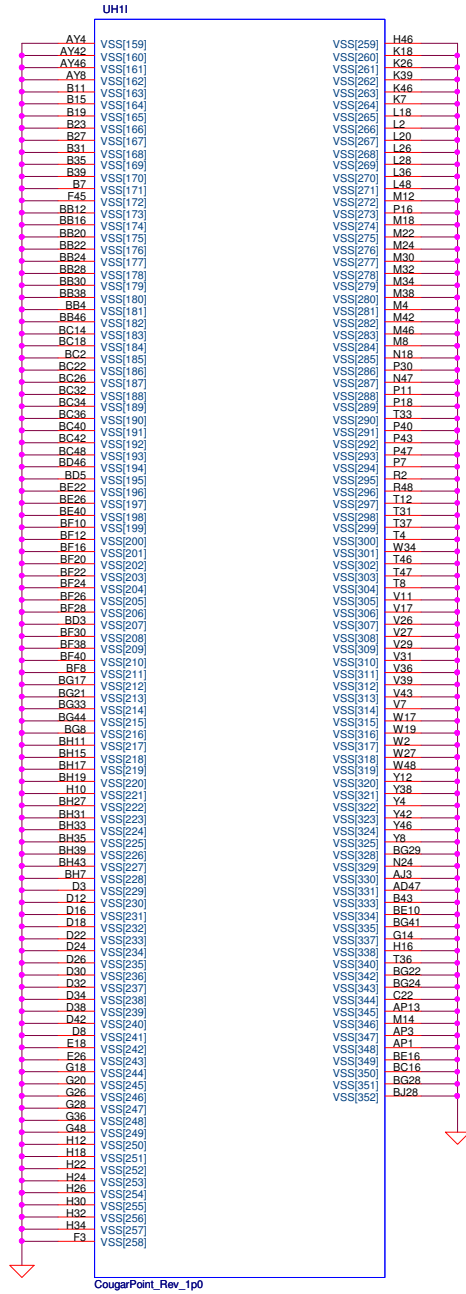 UH1I
AY4 VSS[159]
AY42 VSS[160]
AY46 VSS[161]
AY8 VSS[162]
B11 VSS[163]
B15 VSS[164]
B19 VSS[165]
B23 VSS[166]
B27 VSS[167]
B31 VSS[168]
B35 VSS[169]
B39 VSS[170]
B7 VSS[171]
F45 VSS[172]
BB12 VSS[173]
BB16 VSS[174]
BB20 VSS[175]
BB22 VSS[176]
BB24 VSS[177]
BB28 VSS[178]
BB30 VSS[179]
BB38 VSS[180]
BB4 VSS[181]
BB46 VSS[182]
BC14 VSS[183]
BC18 VSS[184]
BC2 VSS[185]
BC22 VSS[186]
BC26 VSS[187]
BC32 VSS[188]
BC34 VSS[189]
BC36 VSS[190]
BC40 VSS[191]
BC42 VSS[192]
BC48 VSS[193]
BD46 VSS[194]
BD5 VSS[195]
BE22 VSS[196]
BE26 VSS[197]
BE40 VSS[198]
BF10 VSS[199]
BF12 VSS[200]
BF16 VSS[201]
BF20 VSS[202]
BF22 VSS[203]
BF24 VSS[204]
BF26 VSS[205]
BF28 VSS[206]
BD3 VSS[207]
BF30 VSS[208]
BF38 VSS[209]
BF40 VSS[210]
BF8 VSS[211]
BG17 VSS[212]
BG21 VSS[213]
BG33 VSS[214]
BG44 VSS[215]
BG8 VSS[216]
BH11 VSS[217]
BH15 VSS[218]
BH17 VSS[219]
BH19 VSS[220]
H10 VSS[221]
BH27 VSS[222]
BH31 VSS[223]
BH33 VSS[224]
BH35 VSS[225]
BH39 VSS[226]
BH43 VSS[227]
BH7 VSS[228]
D3 VSS[229]
D12 VSS[230]
D16 VSS[231]
D18 VSS[232]
D22 VSS[233]
D24 VSS[234]
D26 VSS[235]
D30 VSS[236]
D32 VSS[237]
D34 VSS[238]
D38 VSS[239]
D42 VSS[240]
D8 VSS[241]
E18 VSS[242]
E26 VSS[243]
G18 VSS[244]
G20 VSS[245]
G26 VSS[246]
G28 VSS[247]
G36 VSS[248]
G48 VSS[249]
H12 VSS[250]
H18 VSS[251]
H22 VSS[252]
H24 VSS[253]
H26 VSS[254]
H30 VSS[255]
H32 VSS[256]
H34 VSS[257]
F3 VSS[258]
VSS[259] H46
VSS[260] K18
VSS[261] K26
VSS[262] K39
VSS[263] K46
VSS[264] K7
VSS[265] L18
VSS[266] L2
VSS[267] L20
VSS[268] L26
VSS[269] L28
VSS[270] L36
VSS[271] L48
VSS[272] M12
VSS[273] P16
VSS[274] M18
VSS[275] M22
VSS[276] M24
VSS[277] M30
VSS[278] M32
VSS[279] M34
VSS[280] M38
VSS[281] M4
VSS[282] M42
VSS[283] M46
VSS[284] M8
VSS[285] N18
VSS[286] P30
VSS[287] N47
VSS[288] P11
VSS[289] P18
VSS[290] T33
VSS[291] P40
VSS[292] P43
VSS[293] P47
VSS[294] P7
VSS[295] R2
VSS[296] R48
VSS[297] T12
VSS[298] T31
VSS[299] T37
VSS[300] T4
VSS[301] W34
VSS[302] T46
VSS[303] T47
VSS[304] T8
VSS[305] V11
VSS[306] V17
VSS[307] V26
VSS[308] V27
VSS[309] V29
VSS[310] V31
VSS[311] V36
VSS[312] V39
VSS[313] V43
VSS[314] V7
VSS[315] W17
VSS[316] W19
VSS[317] W2
VSS[318] W27
VSS[319] W48
VSS[320] Y12
VSS[321] Y38
VSS[322] Y4
VSS[323] Y42
VSS[324] Y46
VSS[325] Y8
VSS[328] BG29
VSS[329] N24
VSS[330] AJ3
VSS[331] AD47
VSS[333] B43
VSS[334] BE10
VSS[335] BG41
VSS[337] G14
VSS[338] H16
VSS[340] T36
VSS[342] BG22
VSS[343] BG24
VSS[344] C22
VSS[345] AP13
VSS[346] M14
VSS[347] AP3
VSS[348] AP1
VSS[349] BE16
VSS[350] BC16
VSS[351] BG28
VSS[352] BJ28
CougarPoint_Rev_1p0